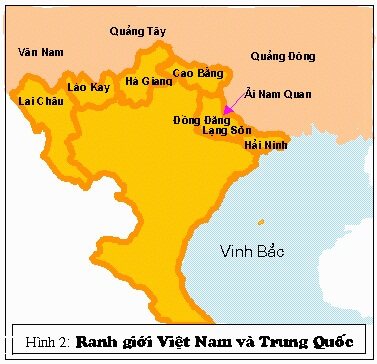 Quảng Tây
Vân Nam
Quảng Đông
Cao Bằng
Hà Giang
Lào Kay
Lai Châu
Ải Nam Quan
Đồng Đăng
Lạng Sơn
Hải Ninh
Vinh Bắc
Hình 2: Ranh giới Việt Nam và Trung Quốc